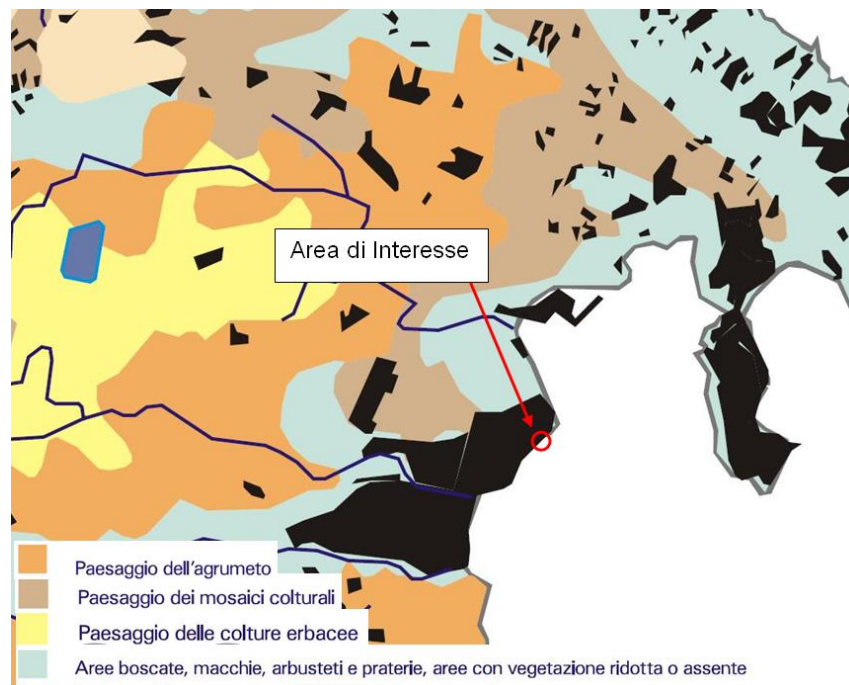 Area di Interesse
Paesaggio dell'agrumeto
Paesaggio dei mosaici colturali
Paesaggio delle colture erbacee
Aree boscate, macchie, arbusteti e praterie, aree con vegetazione ridotta o assente